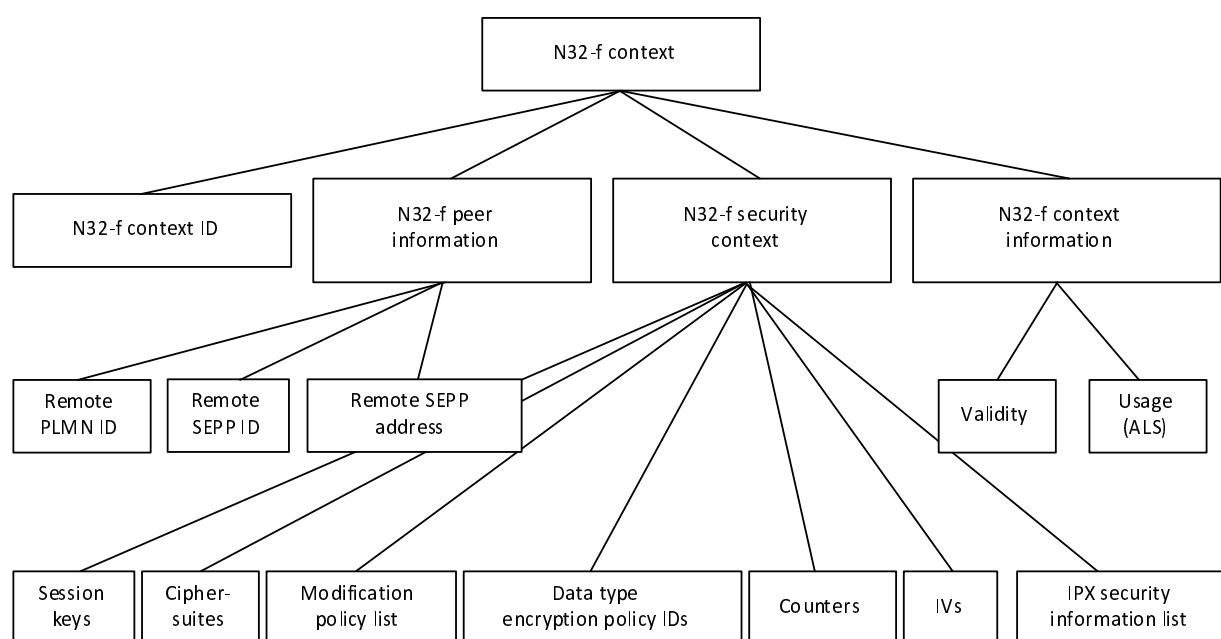 N32-f context
N32-f context ID
N32-f peer
information
N32-f security
context
N32-f context
information
Remote
PLMN ID
Remote
SEPP ID
Remote SEPP
address
Validity
Usage
(ALS)
Session
keys
Cipher-
suites
Modification
policy list
Data type
encryption policy IDs
Counters
IVs
IPX security
information list